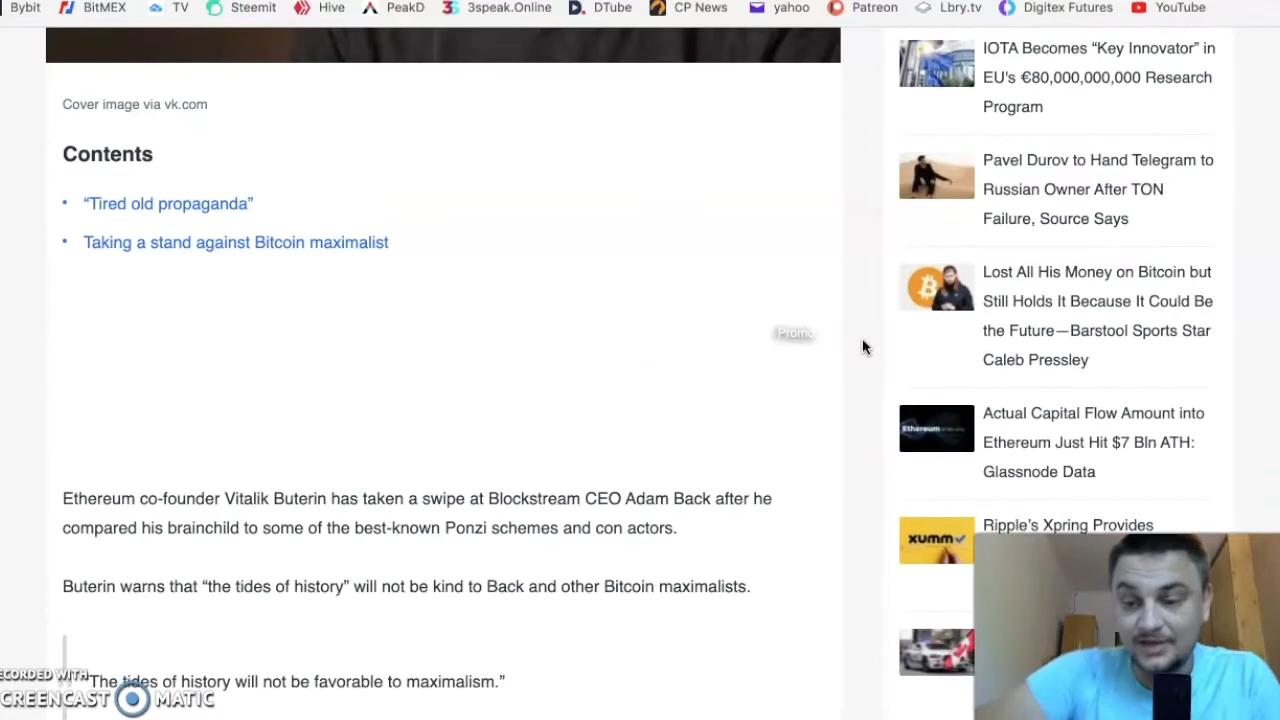 Bybit BitMEX TV Steemit Hive PeakD 3speak.Online DTube CP News yahoo Patreon Lbry.tv Digitex Futures YouTube
Cover image via vk.com
Contents
• “Tired old propaganda”
• Taking a stand against Bitcoin maximalist
Promo
Ethereum co-founder Vitalik Buterin has taken a swipe at Blockstream CEO Adam Back after he
compared his brainchild to some of the best-known Ponzi schemes and con actors.
Buterin warns that “the tides of history” will not be kind to Back and other Bitcoin maximalists.
“The tides of history will not be favorable to maximalism.”
IOTA Becomes “Key Innovator” in
EU's €80,000,000,000 Research
Program
Pavel Durov to Hand Telegram to
Russian Owner After TON
Failure, Source Says
Lost All His Money on Bitcoin but
Still Holds It Because It Could Be
the Future—Barstool Sports Star
Caleb Pressley
Ethereum
Actual Capital Flow Amount into
Ethereum Just Hit $7 Bln ATH:
Glassnode Data
xumm
Ripple’s Xpring Provides
RECORDED WITH
SCREENCAST MATIC